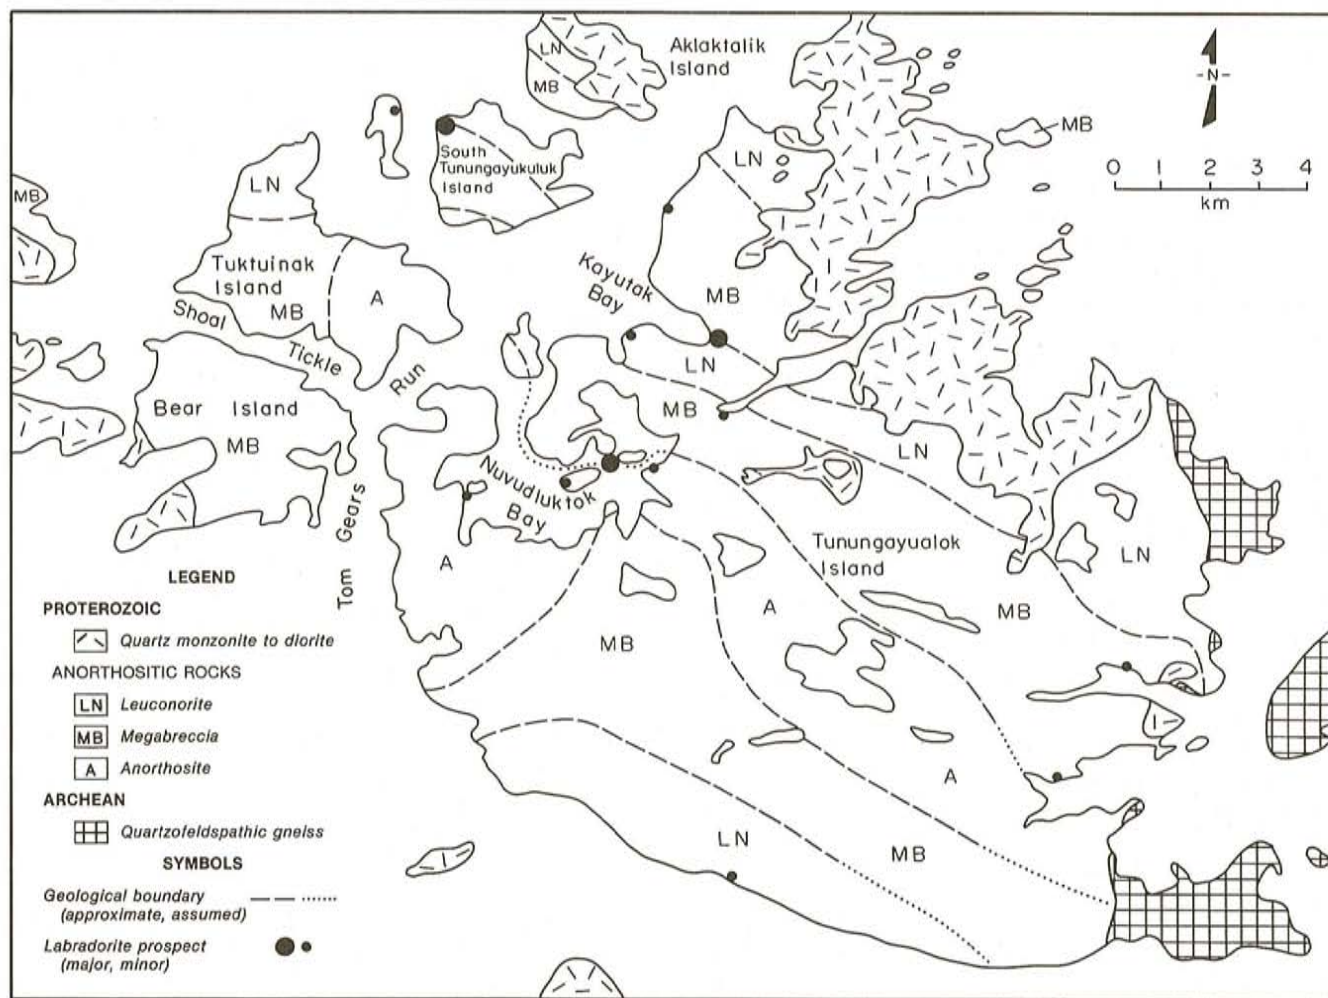 LN
MB
Aklaktalik
Island
-N-
MB
0 1 2 3 4
km
South
Tunungayukuluk
Island
LN
LN
MB
Tuktuinak
Island
MB
A
Kayutak
Bay
MB
Shoal
Tickle
Run
LN
Bear Island
MB
MB
LN
Nuvudluktok
Bay
Tom Gears
A
Tunungayualok
Island
LN
MB
A
MB
A
LN
MB
LEGEND
PROTEROZOIC
Quartz monzonite to diorite
ANORTHOSITIC ROCKS
LN Leuconorite
MB Megabreccia
A Anorthosite
ARCHEAN
Quartzofeldspathic gneiss
SYMBOLS
Geological boundary
(approximate, assumed)
Labradorite prospect
(major, minor)